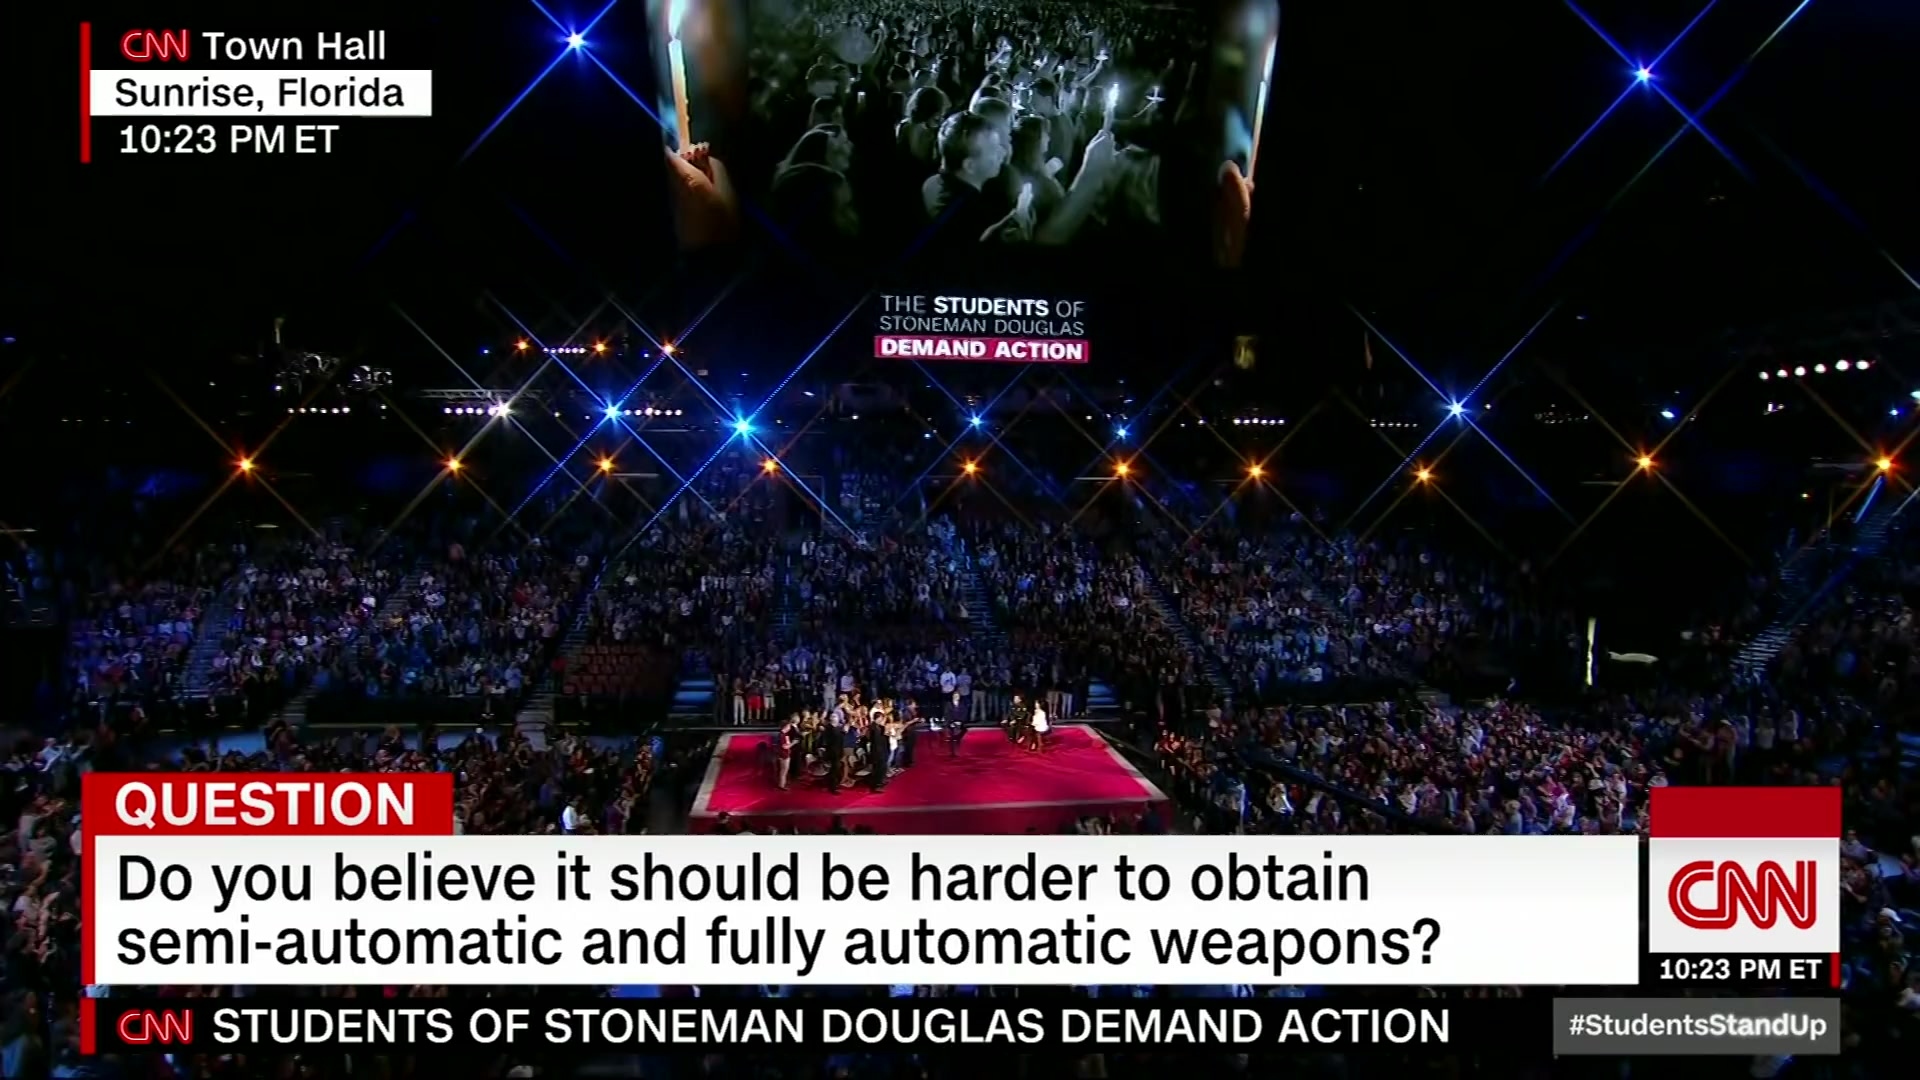 CNN Town Hall
Sunrise, Florida
10:23 PM ET
THE STUDENTS OF
STONEMAN DOUGLAS
DEMAND ACTION
QUESTION
Do you believe it should be harder to obtain
semi-automatic and fully automatic weapons?
CNN
10:23 PM ET
CNN STUDENTS OF STONEMAN DOUGLAS DEMAND ACTION
#StudentsStandUp